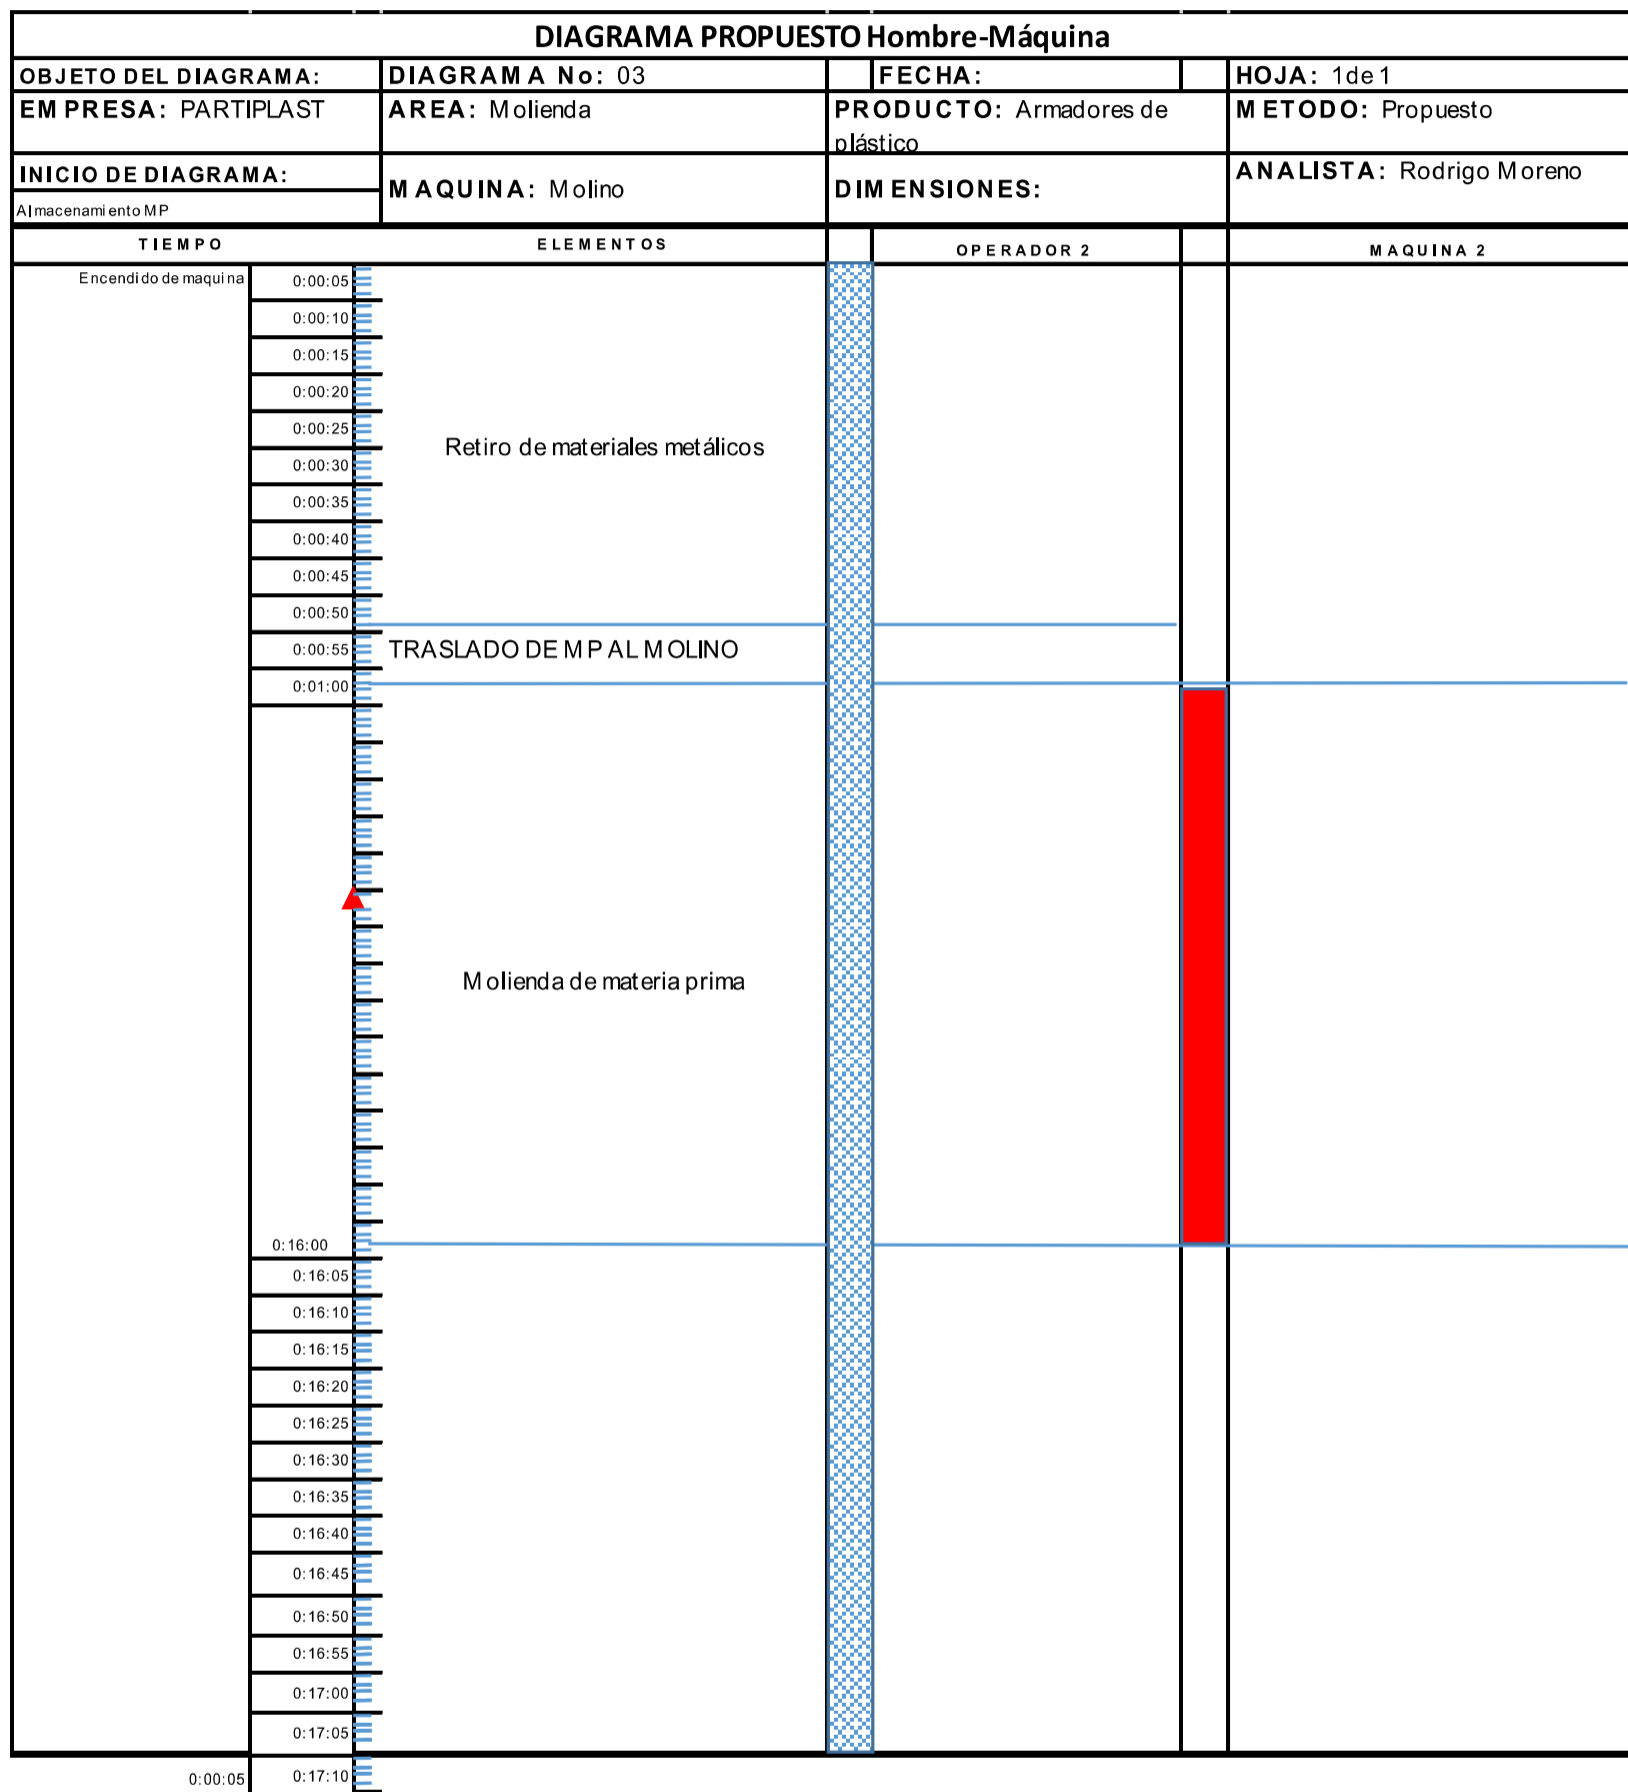 DIAGRAMA PROPUESTO Hombre-Máquina
OBJETO DEL DIAGRAMA: DIAGRAMA No: 03 FECHA: HOJA: 1de1
EMPRESA: PARTIPLAST AREA: Molienda PRODUCTO: Armadores de METODO: Propuesto
plástico
INICIO DE DIAGRAMA: MAQUINA: Molino DIMENSIONES: ANALISTA: Rodrigo Moreno
Almacenamiento MP
TIEMPO ELEMENTOS OPERADOR 2 MAQUINA 2
Encendido de maquina 0:00:05
0:00:10
0:00:15
0:00:20
0:00:25
Retiro de materiales metálicos
0:00:30
0:00:35
0:00:40
0:00:45
0:00:50
0:00:55 TRASLADO DE MP AL MOLINO
0:01:00
Molienda de materia prima
0:16:00
0:16:05
0:16:10
0:16:15
0:16:20
0:16:25
0:16:30
0:16:35
0:16:40
0:16:45
0:16:50
0:16:55
0:17:00
0:17:05
0:00:05 0:17:10